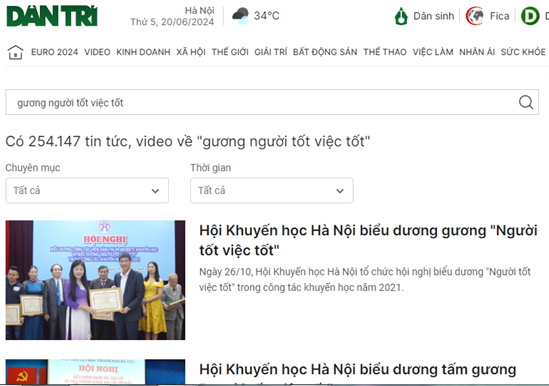 DÂN TRÍ
Hà Nội
Thứ 5, 20/06/2024
34°C
Dân sinh
Fica
D
EURO 2024 VIDEO KINH DOANH XÃ HỘI THẾ GIỚI GIẢI TRÍ BẤT ĐỘNG SẢN THỂ THAO VIỆC LÀM NHÂN ÁI SỨC KHỎE
gương người tốt việc tốt
Có 254.147 tin tức, video về "gương người tốt việc tốt"
Chuyên mục Thời gian
Tất cả Tất cả
HỘI NGHỊ
Hội Khuyến học Hà Nội biểu dương gương "Người
tốt việc tốt"
Ngày 26/10, Hội Khuyến học Hà Nội tổ chức hội nghị biểu dương "Người tốt
việc tốt" trong công tác khuyến học năm 2021.
HỘI NGHỊ
Hội Khuyến học Hà Nội biểu dương tấm gương